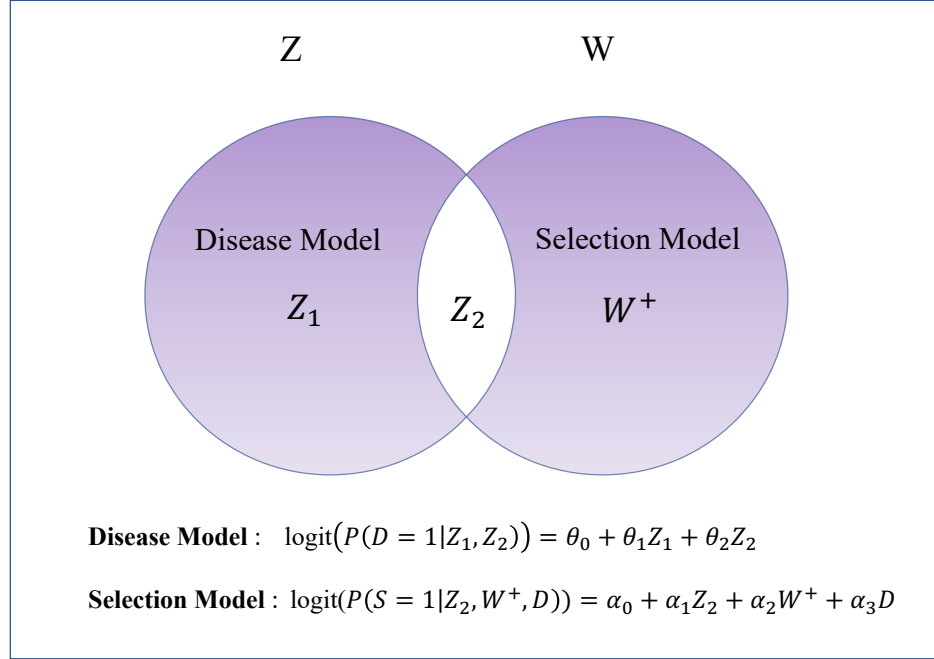 Z W
Disease Model Selection Model
Z₁ Z₂ W⁺
Disease Model : logit(P(D = 1|Z₁, Z₂)) = θ₀ + θ₁Z₁ + θ₂Z₂
Selection Model : logit(P(S = 1|Z₂, W⁺, D)) = α₀ + α₁Z₂ + α₂W⁺ + α₃D